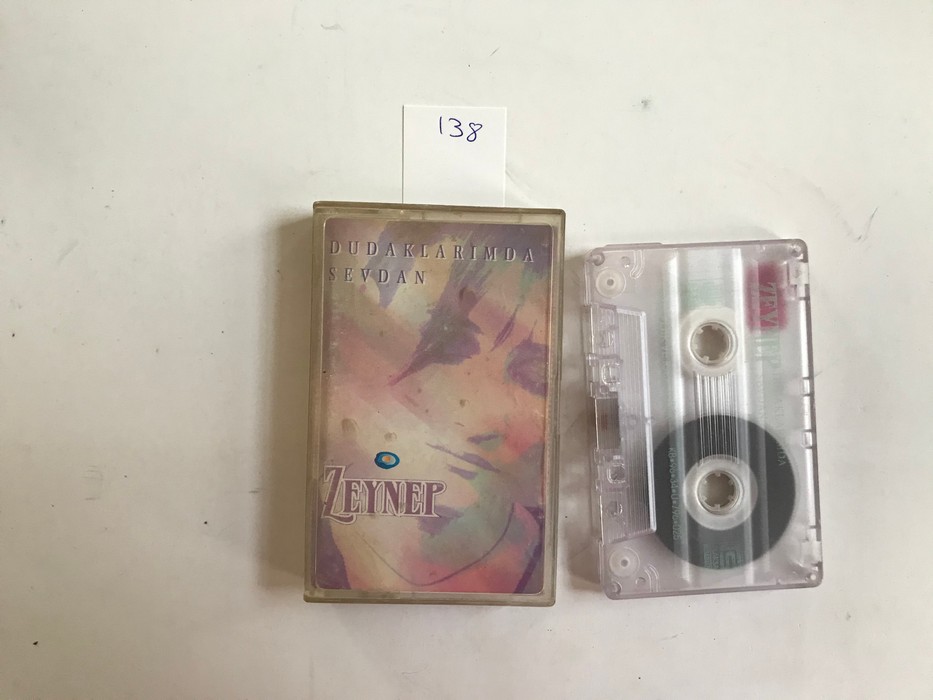 138
DUDAKLARIMDA
SEVDAN
ZEYNEP